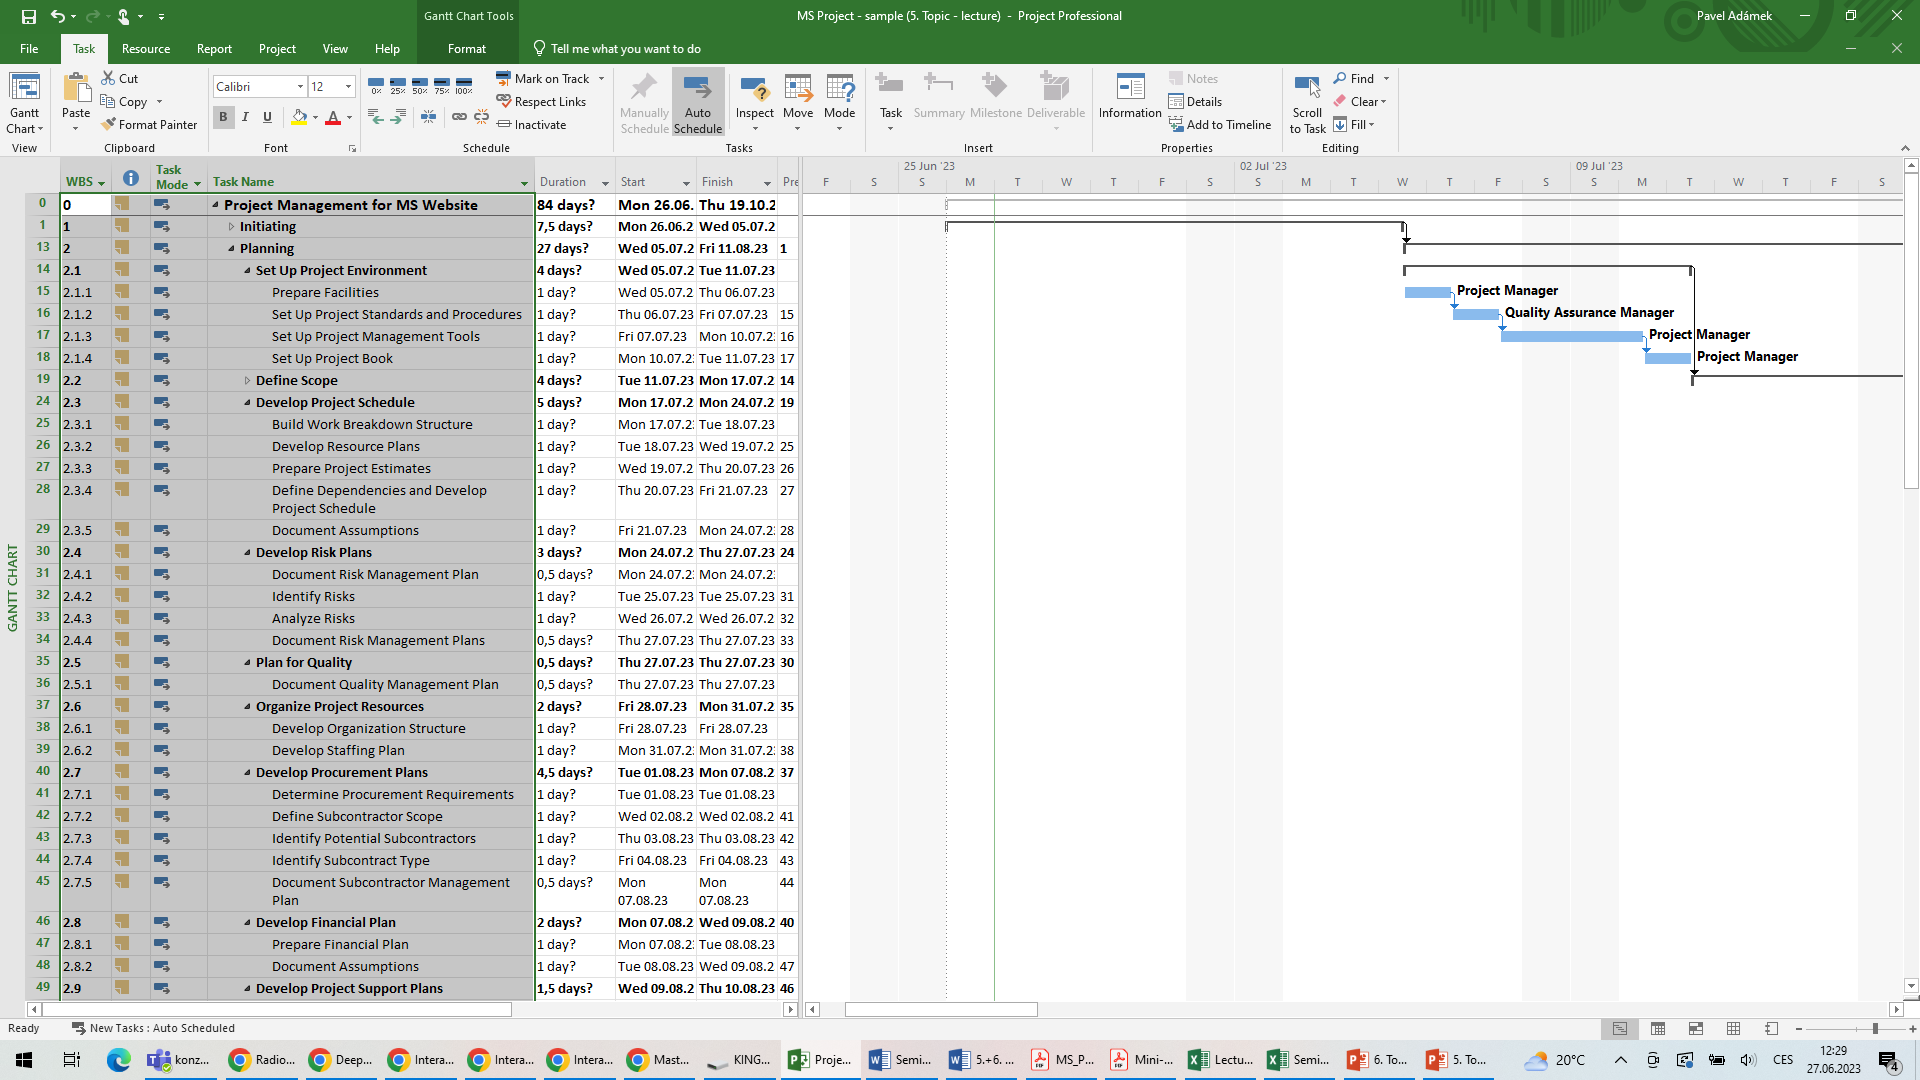 Gantt Chart Tools
MS Project - sample (5. Topic - lecture) - Project Professional
Pavel Adámek
File Task Resource Report Project View Help Format Tell me what you want to do
Gantt Chart
View
Paste
Cut
Copy
Format Painter
Clipboard
Calibri 12
B I U A
Font
0% 25% 50% 75% 100%
Mark on Track
Respect Links
Inactivate
Schedule
Manually Schedule
Auto Schedule
Inspect Move Mode
Tasks
Task Summary Milestone Deliverable
Insert
Information
Notes
Details
Add to Timeline
Properties
Scroll to Task
Find
Clear
Fill
Editing
WBS Task Mode Task Name Duration Start Finish Pre
25 Jun '23 02 Jul '23 09 Jul '23
F S S M T W T F S S M T W T F S S M T W T F S
0 0 Project Management for MS Website 84 days? Mon 26.06. Thu 19.10.2
1 1 Initiating 7,5 days? Mon 26.06.2 Wed 05.07.2
13 2 Planning 27 days? Wed 05.07.2 Fri 11.08.23 1
14 2.1 Set Up Project Environment 4 days? Wed 05.07.2 Tue 11.07.23
15 2.1.1 Prepare Facilities 1 day? Wed 05.07.2 Thu 06.07.23
Project Manager
16 2.1.2 Set Up Project Standards and Procedures 1 day? Thu 06.07.23 Fri 07.07.23 15
Quality Assurance Manager
17 2.1.3 Set Up Project Management Tools 1 day? Fri 07.07.23 Mon 10.07.23 16
Project Manager
18 2.1.4 Set Up Project Book 1 day? Mon 10.07.2 Tue 11.07.23 17
Project Manager
19 2.2 Define Scope 4 days? Tue 11.07.23 Mon 17.07.2 14
24 2.3 Develop Project Schedule 5 days? Mon 17.07.2 Mon 24.07.2 19
25 2.3.1 Build Work Breakdown Structure 1 day? Mon 17.07.2 Tue 18.07.23
26 2.3.2 Develop Resource Plans 1 day? Tue 18.07.23 Wed 19.07.2 25
27 2.3.3 Prepare Project Estimates 1 day? Wed 19.07.2 Thu 20.07.23 26
28 2.3.4 Define Dependencies and Develop Project Schedule 1 day? Thu 20.07.23 Fri 21.07.23 27
29 2.3.5 Document Assumptions 1 day? Fri 21.07.23 Mon 24.07.2 28
30 2.4 Develop Risk Plans 3 days? Mon 24.07.2 Thu 27.07.23 24
31 2.4.1 Document Risk Management Plan 0,5 days? Mon 24.07.2 Mon 24.07.2
32 2.4.2 Identify Risks 1 day? Tue 25.07.23 Tue 25.07.23 31
33 2.4.3 Analyze Risks 1 day? Wed 26.07.2 Wed 26.07.2 32
34 2.4.4 Document Risk Management Plans 0,5 days? Thu 27.07.23 Thu 27.07.23 33
35 2.5 Plan for Quality 0,5 days? Thu 27.07.23 Thu 27.07.23 30
36 2.5.1 Document Quality Management Plan 0,5 days? Thu 27.07.23 Thu 27.07.23
37 2.6 Organize Project Resources 2 days? Fri 28.07.23 Mon 31.07.2 35
38 2.6.1 Develop Organization Structure 1 day? Fri 28.07.23 Fri 28.07.23
39 2.6.2 Develop Staffing Plan 1 day? Mon 31.07.2 Mon 31.07.2 38
40 2.7 Develop Procurement Plans 4,5 days? Tue 01.08.23 Mon 07.08.2 37
41 2.7.1 Determine Procurement Requirements 1 day? Tue 01.08.23 Tue 01.08.23
42 2.7.2 Define Subcontractor Scope 1 day? Wed 02.08.2 Wed 02.08.2 41
43 2.7.3 Identify Potential Subcontractors 1 day? Thu 03.08.23 Thu 03.08.23 42
44 2.7.4 Identify Subcontract Type 1 day? Fri 04.08.23 Fri 04.08.23 43
45 2.7.5 Document Subcontractor Management Plan 0,5 days? Mon 07.08.23 Mon 07.08.23 44
46 2.8 Develop Financial Plan 2 days? Mon 07.08.2 Wed 09.08.2 40
47 2.8.1 Prepare Financial Plan 1 day? Mon 07.08.2 Tue 08.08.23
48 2.8.2 Document Assumptions 1 day? Tue 08.08.23 Wed 09.08.2 47
49 2.9 Develop Project Support Plans 1,5 days? Wed 09.08.2 Thu 10.08.23 46
GANTT CHART
Ready New Tasks : Auto Scheduled
konz... Radio... Deep... Intera... Intera... Intera... Mast... KING... Proje... Semi... 5.+6. ... MS_P... Mini-... Lectu... Semi... 6. To... 5. To... 20°C CES 12:29
27.06.2023 4